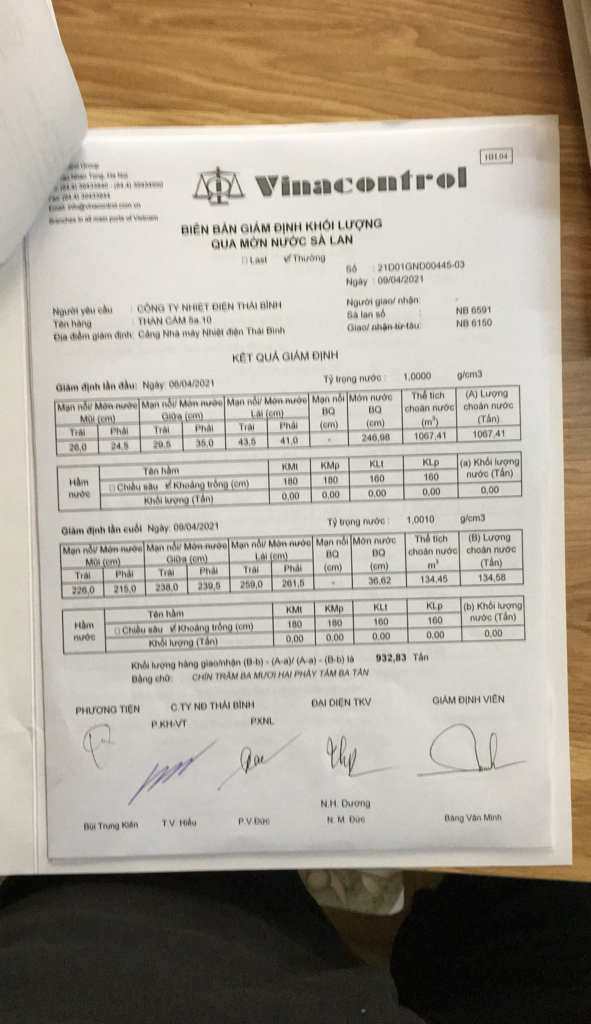 HH.04
Vinacontrol
Email: info@vinacontrol.com.vn
Branches in all main ports of Vietnam
BIÊN BẢN GIÁM ĐỊNH KHỐI LƯỢNG
QUA MỚN NƯỚC SÀ LAN
Last Thường
Số : 21D01GND00445-03
Ngày : 09/04/2021
Người yêu cầu : CÔNG TY NHIỆT ĐIỆN THÁI BÌNH
Người giao/ nhận: -
Tên hàng : THAN CÁM 5a.10
Sà lan số : NB 6591
Địa điểm giám định: Cảng Nhà máy Nhiệt điện Thái Bình
Giao/ nhận từ tàu: NB 6150
KẾT QUẢ GIÁM ĐỊNH
Giám định lần đầu: Ngày: 06/04/2021 Tỷ trọng nước : 1,0000 g/cm3
Mạn nổi/ Mớn nước Mũi (cm) Mạn nổi/ Mớn nước Giữa (cm) Mạn nổi/ Mớn nước Lái (cm) Mạn nổi BQ (cm) Mớn nước BQ (cm) Thể tích choán nước (m³) (A) Lượng choán nước (Tấn)
Trái Phải Trái Phải Trái Phải
26,0 24,5 29,5 35,0 43,5 41,0 - 246,98 1067,41 1067,41
Hầm nước Tên hầm KMt KMp KLt KLp (a) Khối lượng nước (Tấn)
Chiều sâu Khoảng trống (cm) 180 180 160 160
Khối lượng (Tấn) 0,00 0,00 0,00 0,00 0,00
Giám định lần cuối Ngày: 09/04/2021 Tỷ trọng nước : 1,0010 g/cm3
Mạn nổi/ Mớn nước Mũi (cm) Mạn nổi/ Mớn nước Giữa (cm) Mạn nổi/ Mớn nước Lái (cm) Mạn nổi BQ (cm) Mớn nước BQ (cm) Thể tích choán nước m³ (B) Lượng choán nước (Tấn)
Trái Phải Trái Phải Trái Phải
226,0 215,0 238,0 239,5 259,0 261,5 - 36,62 134,45 134,58
Hầm nước Tên hầm KMt KMp KLt KLp (b) Khối lượng nước (Tấn)
Chiều sâu Khoảng trống (cm) 180 180 160 160
Khối lượng (Tấn) 0,00 0,00 0,00 0,00 0,00
Khối lượng hàng giao/nhận (B-b) - (A-a)/ (A-a) - (B-b) là 932,83 Tấn
Bằng chữ: CHÍN TRĂM BA MƯƠI HAI PHẨY TÁM BA TẤN
PHƯƠNG TIỆN C.TY NĐ THÁI BÌNH ĐẠI DIỆN TKV GIÁM ĐỊNH VIÊN
P.KH-VT PXNL
N.H. Dương
Bùi Trung Kiên T.V. Hiếu P.V.Đức N. M. Đức Bằng Văn Minh